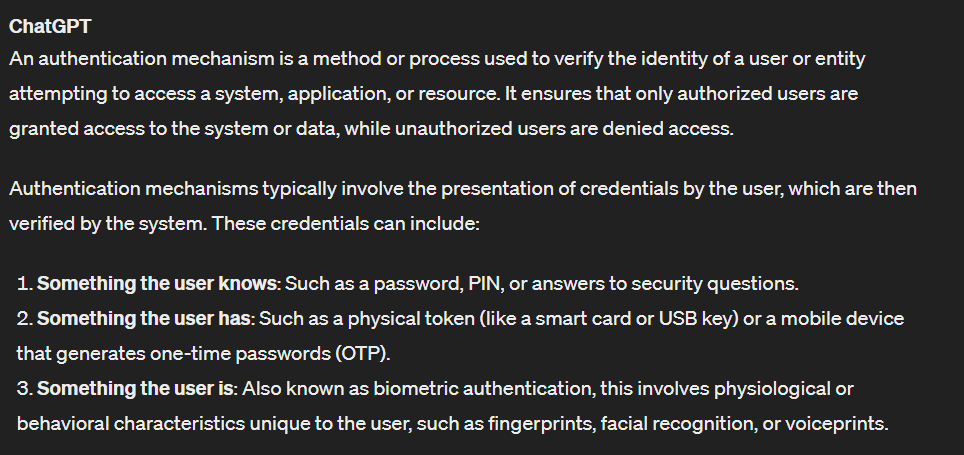 ChatGPT
An authentication mechanism is a method or process used to verify the identity of a user or entity
attempting to access a system, application, or resource. It ensures that only authorized users are
granted access to the system or data, while unauthorized users are denied access.
Authentication mechanisms typically involve the presentation of credentials by the user, which are then
verified by the system. These credentials can include:
1. Something the user knows: Such as a password, PIN, or answers to security questions.
2. Something the user has: Such as a physical token (like a smart card or USB key) or a mobile device
that generates one-time passwords (OTP).
3. Something the user is: Also known as biometric authentication, this involves physiological or
behavioral characteristics unique to the user, such as fingerprints, facial recognition, or voiceprints.